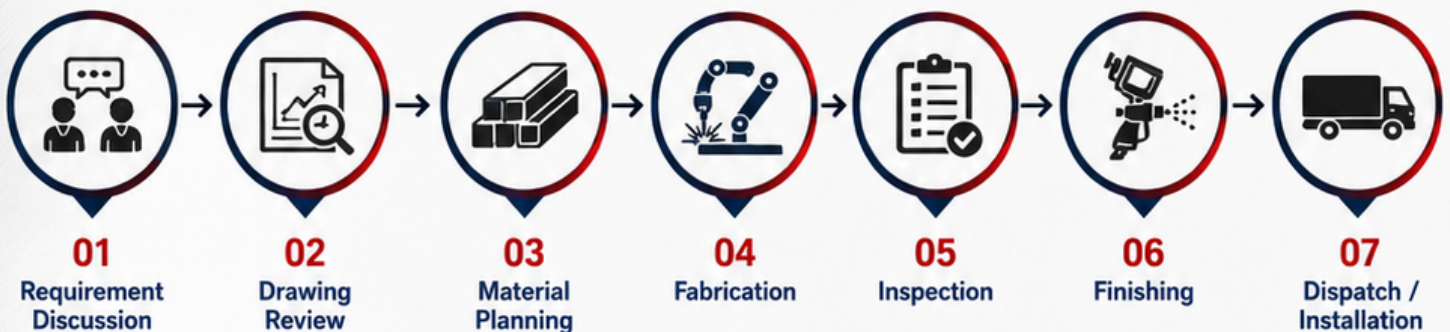 01
Requirement
Discussion
02
Drawing
Review
03
Material
Planning
04
Fabrication
05
Inspection
06
Finishing
07
Dispatch /
Installation